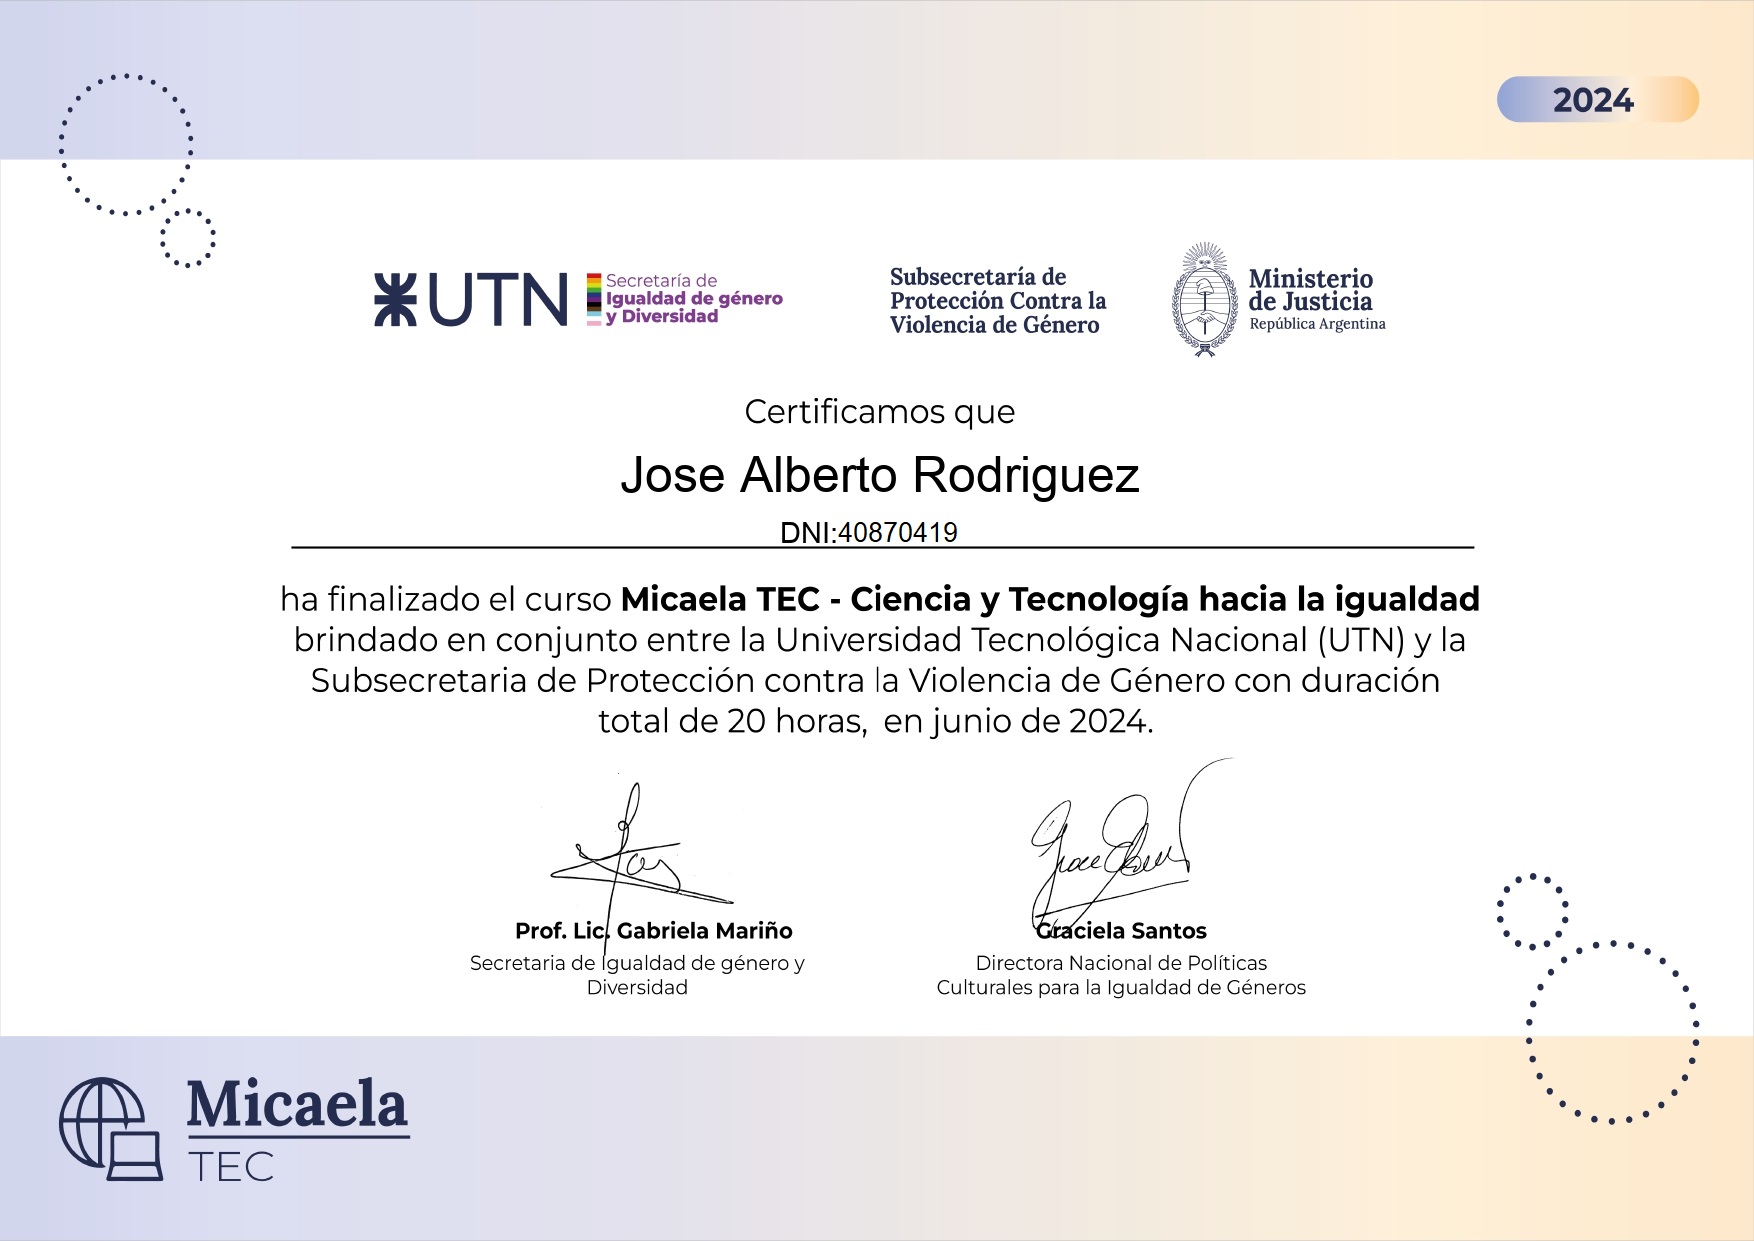 2024
UTN
Secretaría de
Igualdad de género
y Diversidad
Subsecretaría de
Protección Contra la
Violencia de Género
Ministerio
de Justicia
República Argentina
Certificamos que
Jose Alberto Rodriguez
DNI:40870419
ha finalizado el curso Micaela TEC - Ciencia y Tecnología hacia la igualdad
brindado en conjunto entre la Universidad Tecnológica Nacional (UTN) y la
Subsecretaria de Protección contra la Violencia de Género con duración
total de 20 horas, en junio de 2024.
Prof. Lic. Gabriela Mariño
Secretaria de Igualdad de género y
Diversidad
Graciela Santos
Directora Nacional de Políticas
Culturales para la Igualdad de Géneros
Micaela
TEC